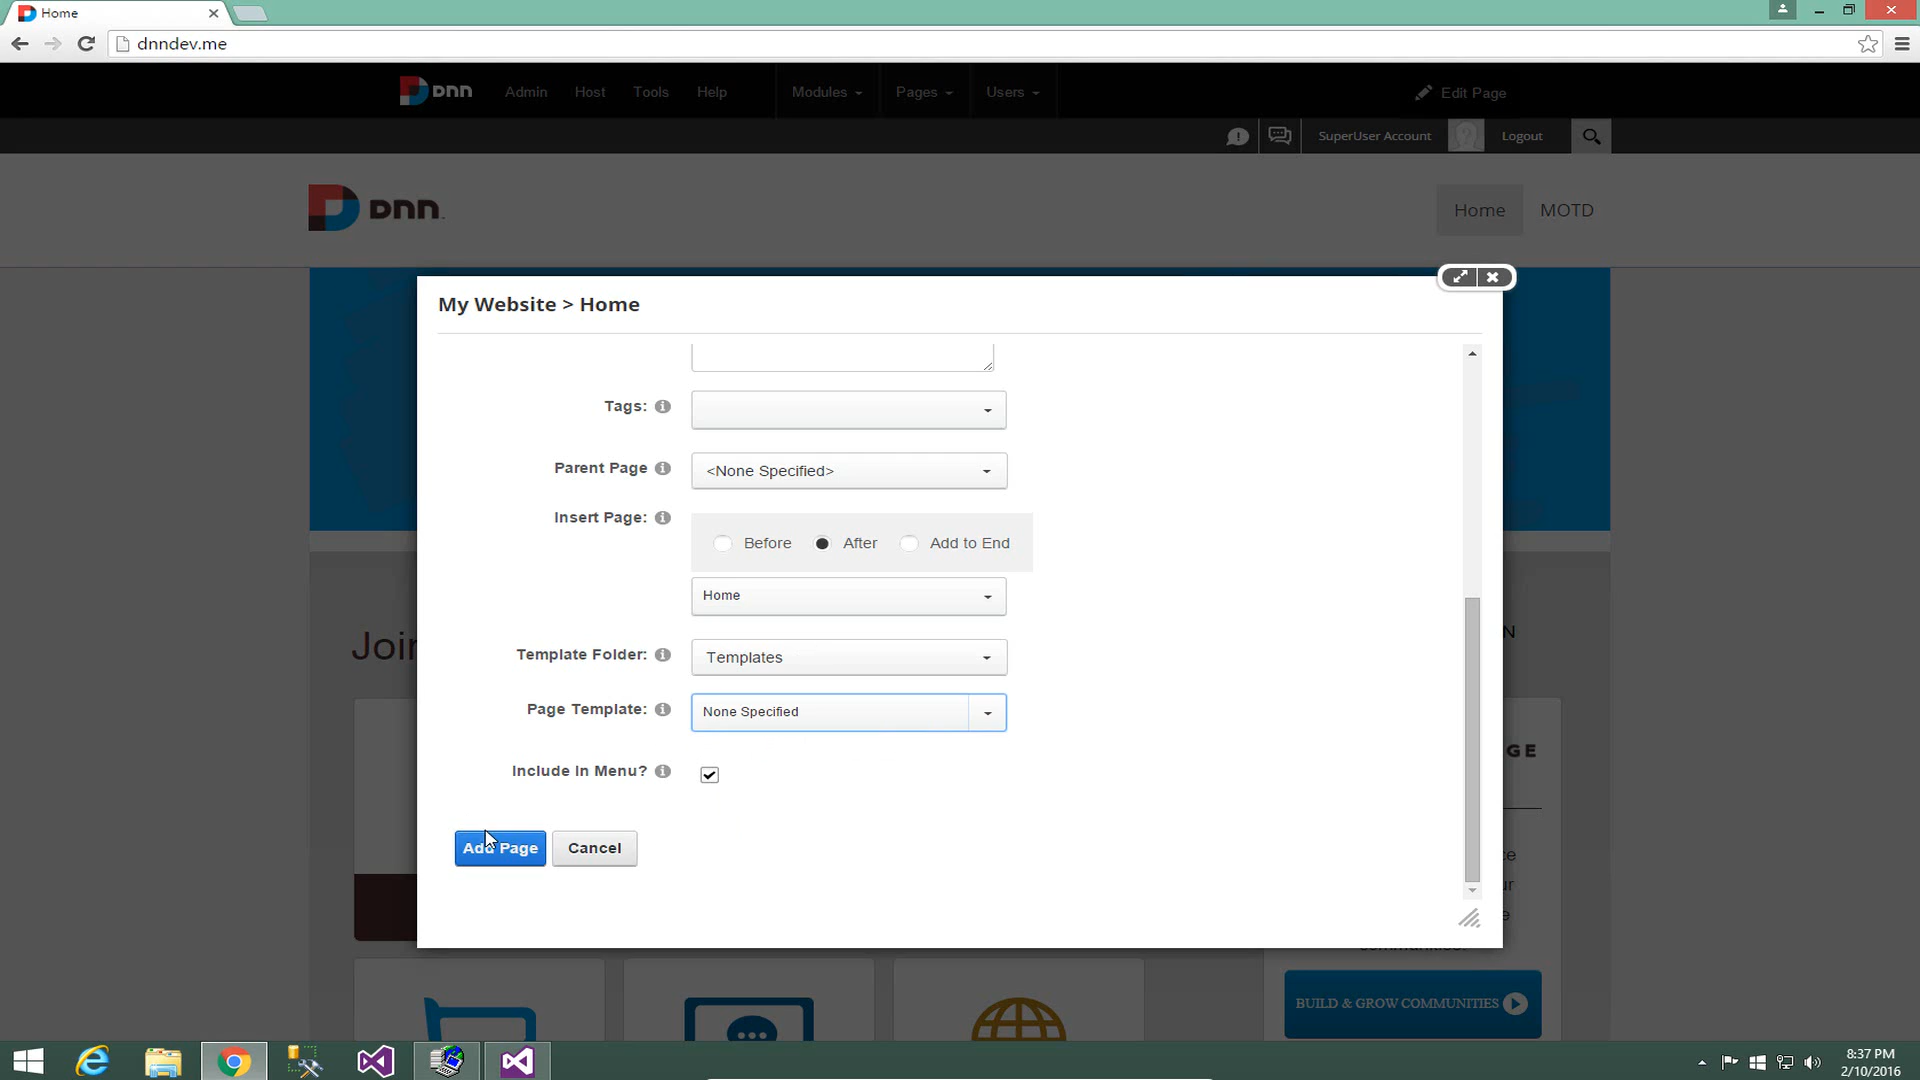 Home
dnndev.me
DNN Admin Host Tools Help Modules Pages Users Edit Page
SuperUser Account Logout
DNN Home MOTD
My Website > Home
Tags:
Parent Page <None Specified>
Insert Page:
Before After Add to End
Home
Template Folder: Templates
Page Template: None Specified
Include In Menu?
Add Page Cancel
BUILD & GROW COMMUNITIES
8:37 PM
2/10/2016